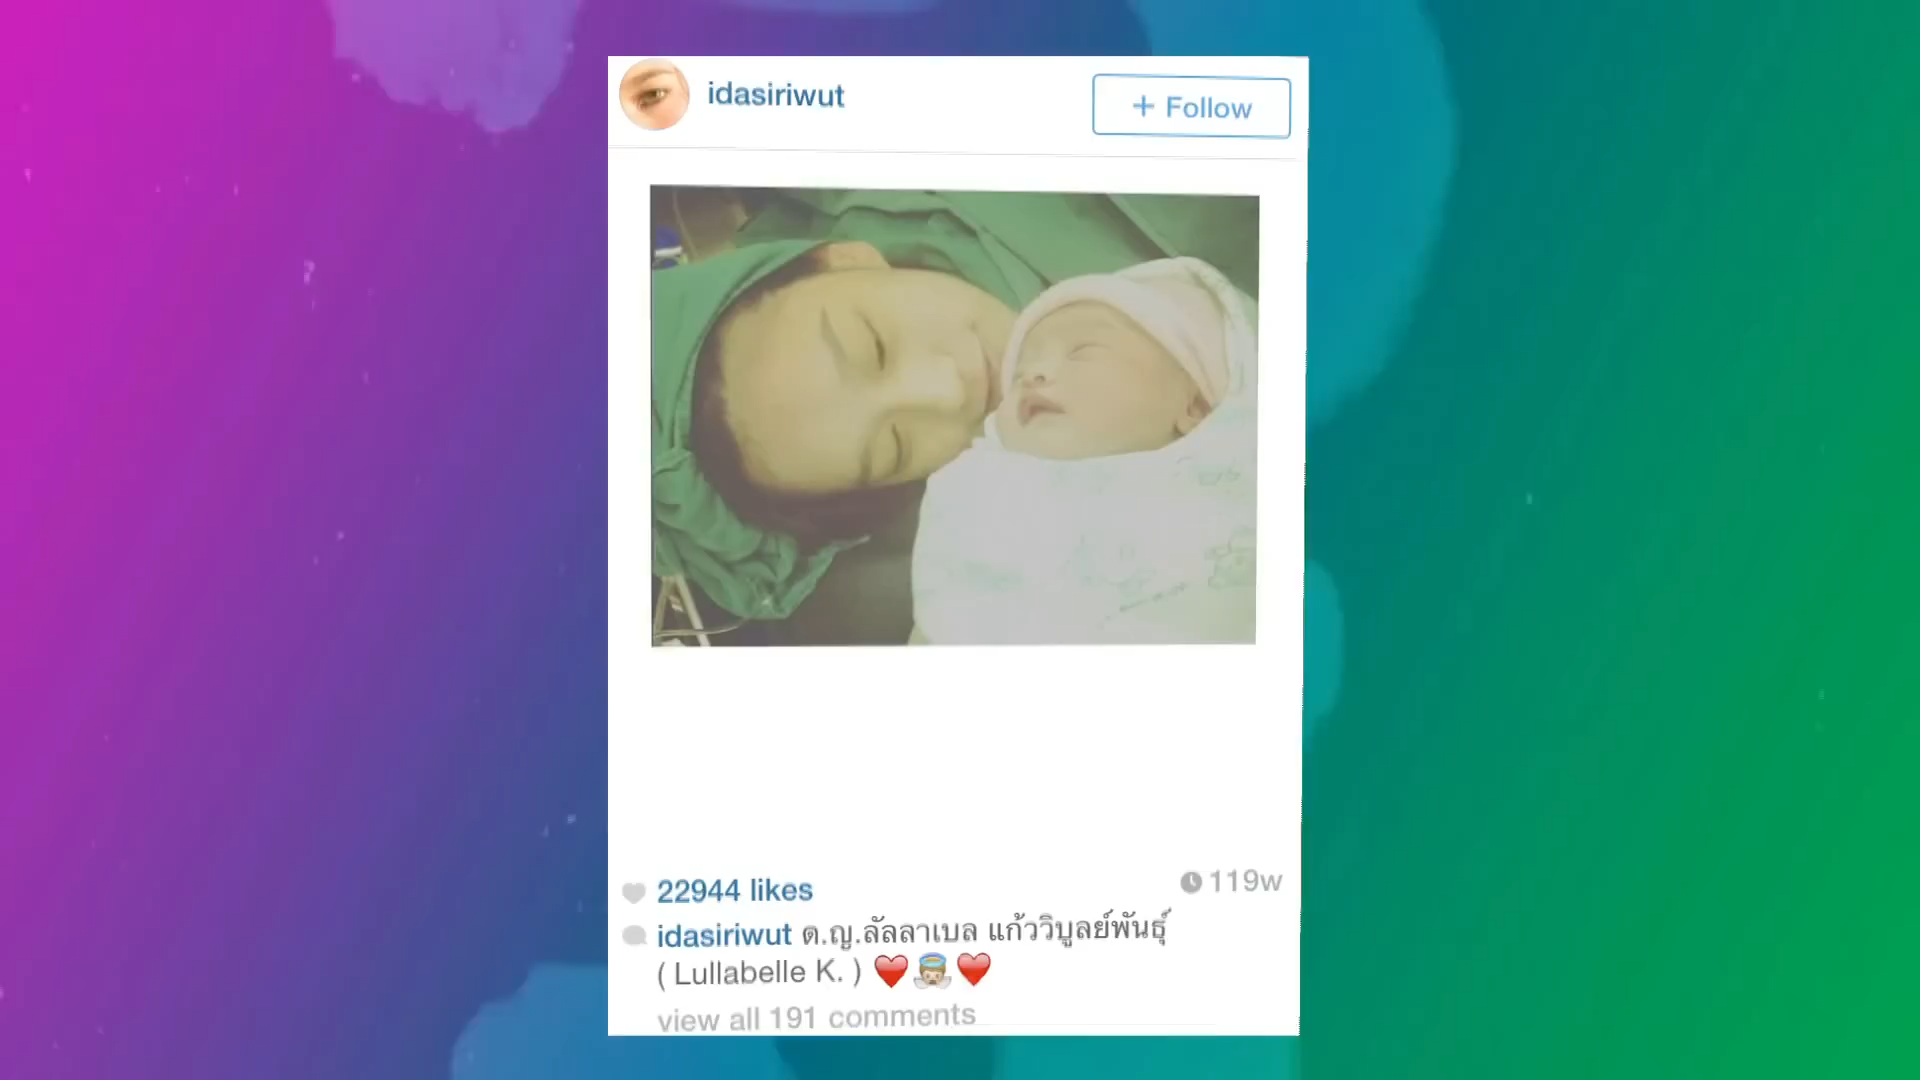 idasiriwut
+ Follow
22944 likes
119w
idasiriwut ด.ญ.ลัลลาเบล แก้ววิบูลย์พันธุ์
( Lullabelle K. ) ❤️👼❤️
view all 191 comments